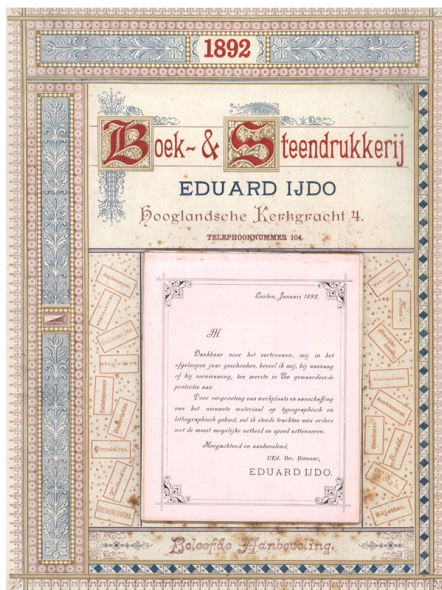 1892
Boek- & Steendrukkerij
EDUARD IJDO
Hooglandsche Kerkgracht 4.
TELEPHOONNUMMER 104.
Leiden, Januari 1892.
M.
Dankbaar voor het vertrouwen, mij in het
afgeloopen jaar geschonken, beveel ik mij, bij aanvang
of bij vernieuwing, ten zeerste in Uw gewaardeerde
protectie aan
Door vergrooting van werkplaats en aanschaffing
van het nieuwste materiaal op typographisch en
lithographisch gebied, zal ik steeds trachten uwe orders
met de meest mogelijke netheid en spoed uittevoeren.
Hoogachtend en aanbevelend,
UEd. Dw. Dienaar,
EDUARD IJDO.
Circulaires.
Biljetten.
Beleefde Aanbeveling.